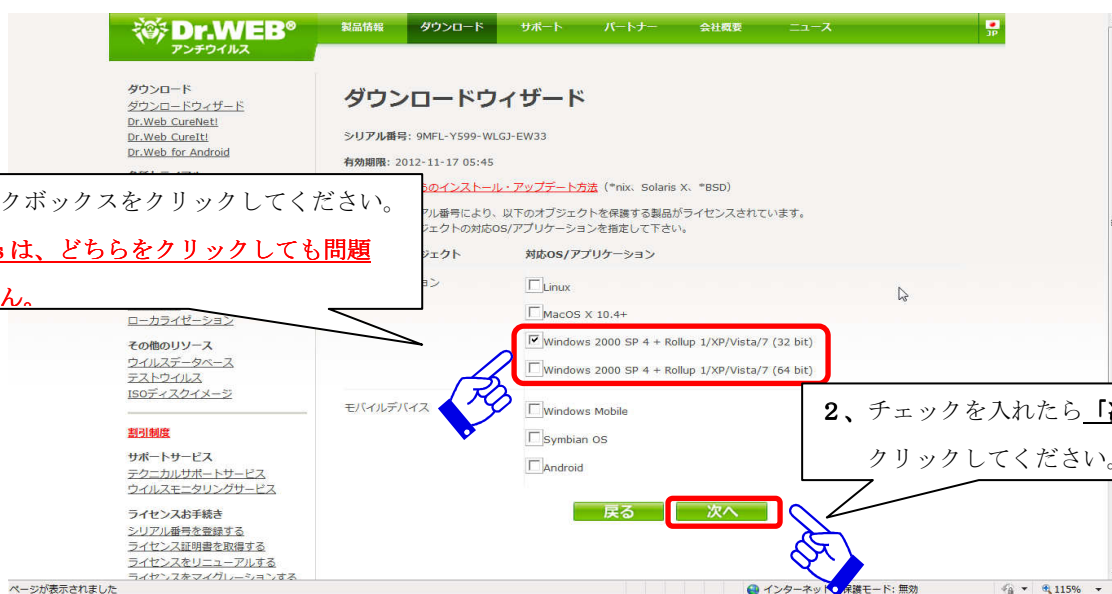 Dr.WEB®
アンチウイルス
製品情報 ダウンロード サポート パートナー 会社概要 ニュース
JP
ダウンロード
ダウンロードウィザード
Dr.Web CureNet!
Dr.Web CureIt!
Dr.Web for Android
ダウンロードウィザード
シリアル番号: 9MFL-Y599-WLGJ-EW33
有効期限: 2012-11-17 05:45
らのインストール・アップデート方法 (*nix、Solaris X、*BSD)
アル番号により、以下のオブジェクトを保護する製品がライセンスされています。
ジェクトの対応OS/アプリケーションを指定して下さい。
ジェクト 対応OS/アプリケーション
ョン
Linux
MacOS X 10.4+
Windows 2000 SP 4 + Rollup 1/XP/Vista/7 (32 bit)
Windows 2000 SP 4 + Rollup 1/XP/Vista/7 (64 bit)
モバイルデバイス
Windows Mobile
Symbian OS
Android
戻る 次へ
クボックスをクリックしてください。
は、どちらをクリックしても問題
ん。
2、チェックを入れたら「
クリックしてください。
ローカライゼーション
その他のリソース
ウイルスデータベース
テストウイルス
ISOディスクイメージ
割引制度
サポートサービス
テクニカルサポートサービス
ウイルスモニタリングサービス
ライセンスお手続き
シリアル番号を登録する
ライセンス証明書を取得する
ライセンスをリニューアルする
ライセンスをマイグレーションする
ページが表示されました
インターネット 保護モード: 無効
115%